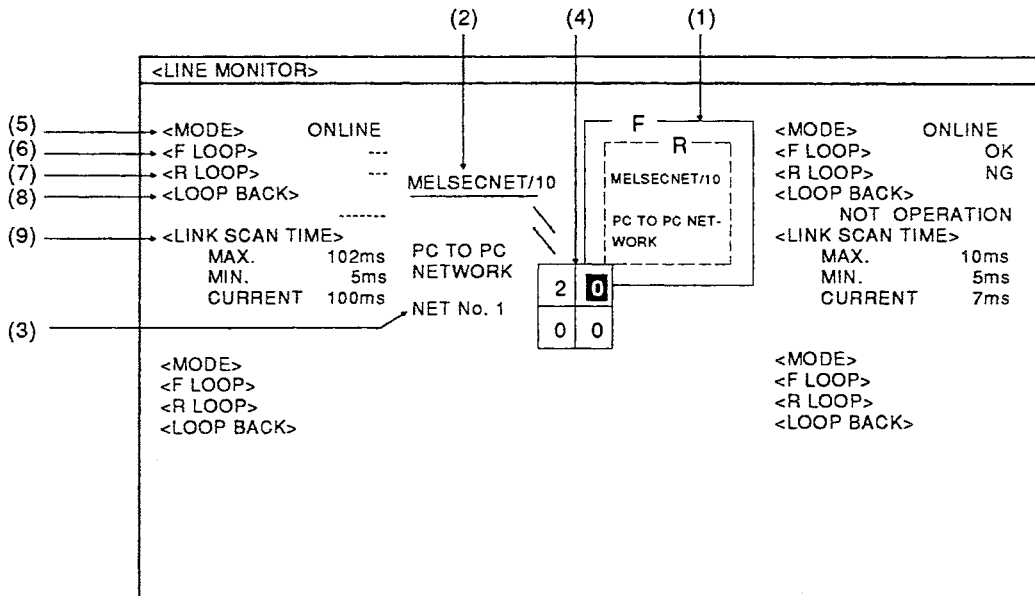 (2) (4) (1)
<LINE MONITOR>
(5) <MODE> ONLINE
(6) <F LOOP> ---
(7) <R LOOP> ---
(8) <LOOP BACK>
-----
(9) <LINK SCAN TIME>
MAX. 102ms
MIN. 5ms
CURRENT 100ms
(3)
<MODE>
<F LOOP>
<R LOOP>
<LOOP BACK>
MELSECNET/10
PC TO PC
NETWORK
NET No. 1
F
R
MELSECNET/10
PC TO PC NET-
WORK
2 0
0 0
<MODE> ONLINE
<F LOOP> OK
<R LOOP> NG
<LOOP BACK>
NOT OPERATION
<LINK SCAN TIME>
MAX. 10ms
MIN. 5ms
CURRENT 7ms
<MODE>
<F LOOP>
<R LOOP>
<LOOP BACK>